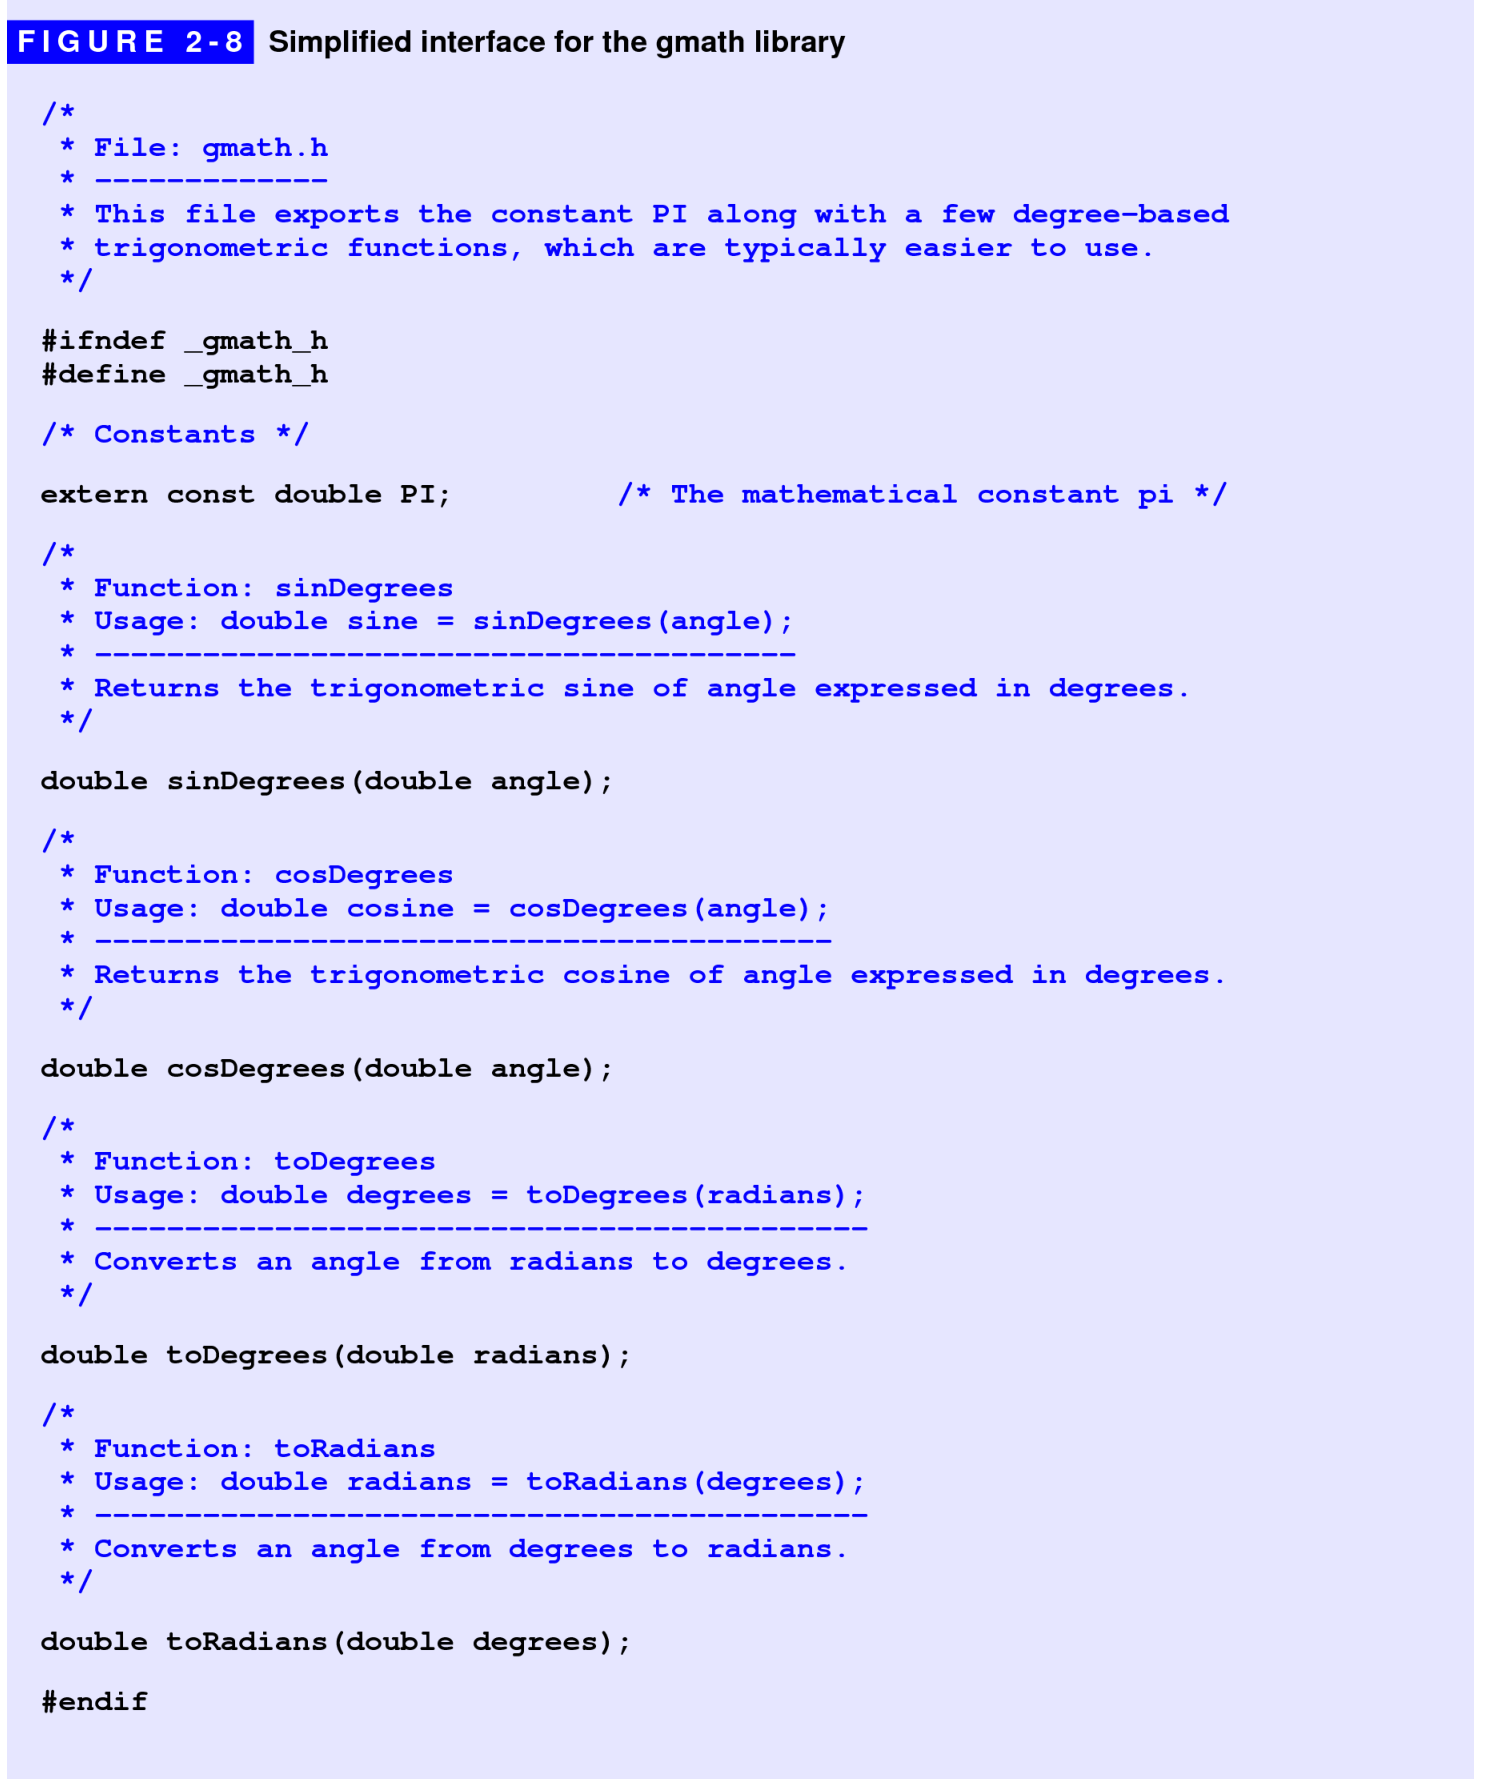 FIGURE 2-8 Simplified interface for the gmath library
/*
 * File: gmath.h
 * -------------
 * This file exports the constant PI along with a few degree-based
 * trigonometric functions, which are typically easier to use.
 */
#ifndef _gmath_h
#define _gmath_h
/* Constants */
extern const double PI;         /* The mathematical constant pi */
/*
 * Function: sinDegrees
 * Usage: double sine = sinDegrees(angle);
 * ---------------------------------------
 * Returns the trigonometric sine of angle expressed in degrees.
 */
double sinDegrees(double angle);
/*
 * Function: cosDegrees
 * Usage: double cosine = cosDegrees(angle);
 * -----------------------------------------
 * Returns the trigonometric cosine of angle expressed in degrees.
 */
double cosDegrees(double angle);
/*
 * Function: toDegrees
 * Usage: double degrees = toDegrees(radians);
 * -------------------------------------------
 * Converts an angle from radians to degrees.
 */
double toDegrees(double radians);
/*
 * Function: toRadians
 * Usage: double radians = toRadians(degrees);
 * -------------------------------------------
 * Converts an angle from degrees to radians.
 */
double toRadians(double degrees);
#endif